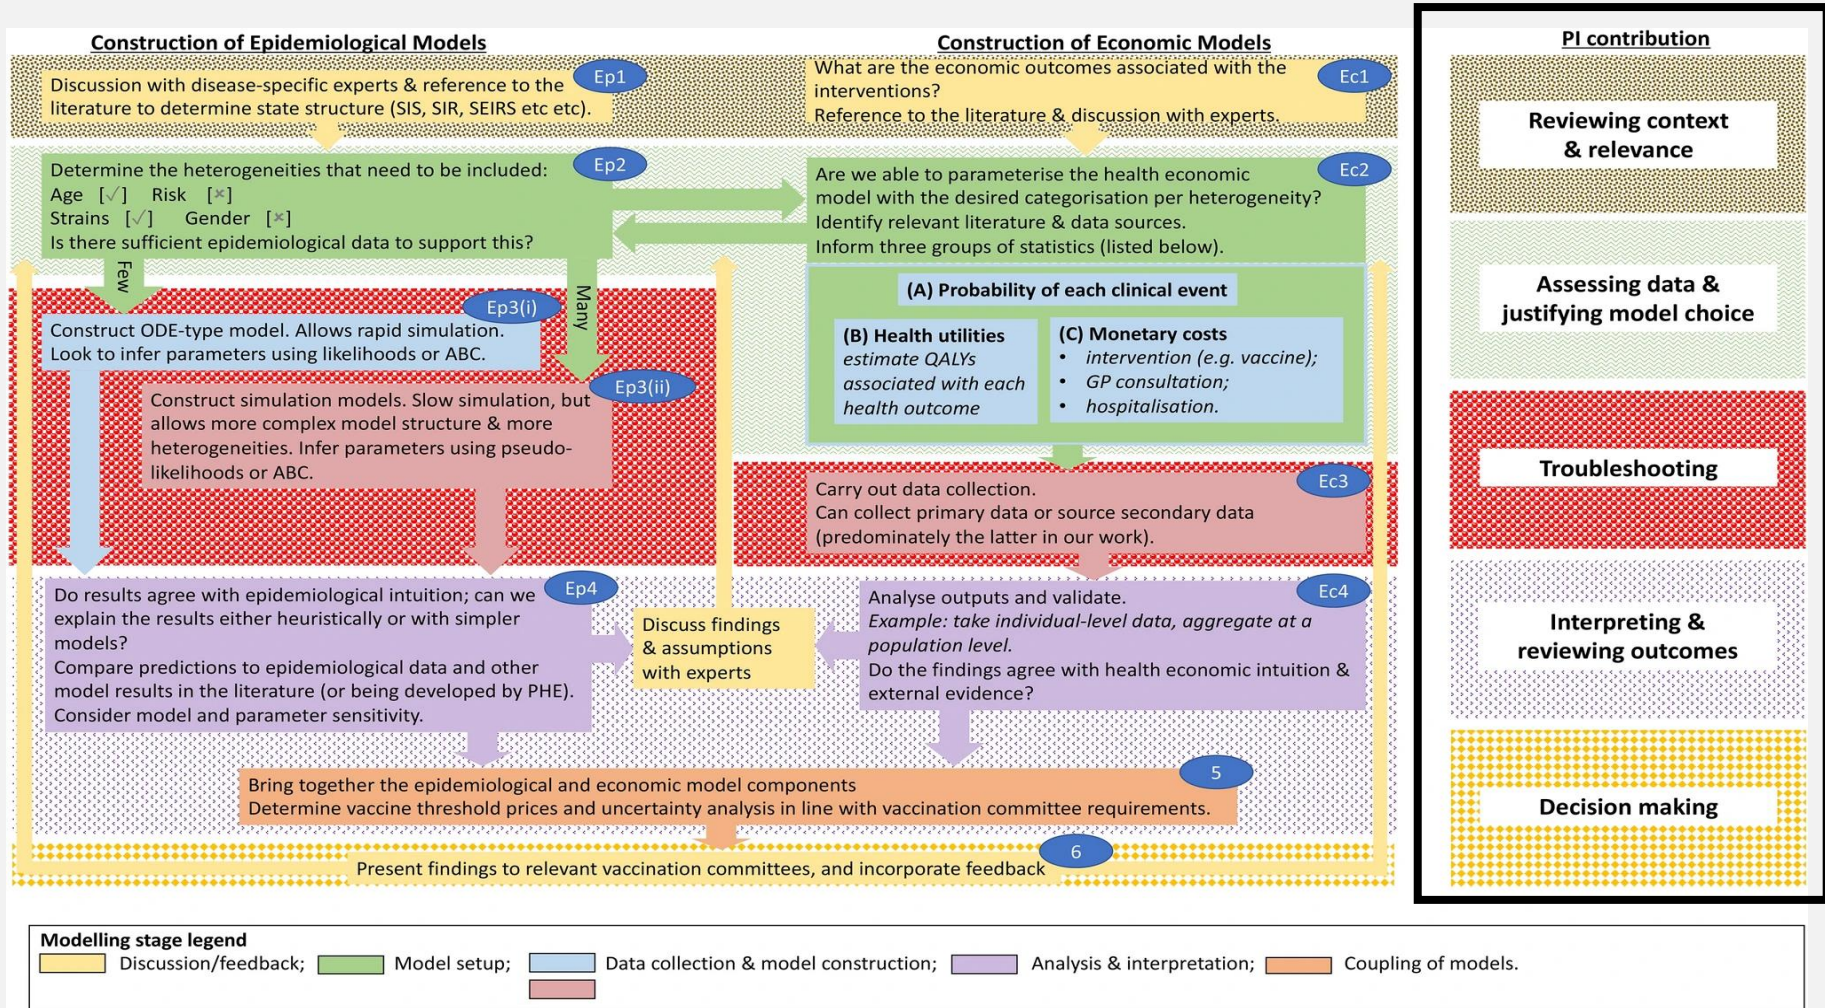 Construction of Epidemiological Models
Discussion with disease-specific experts & reference to the
literature to determine state structure (SIS, SIR, SEIRS etc etc).
Ep1
Determine the heterogeneities that need to be included:
Age [✓] Risk [×]
Strains [✓] Gender [×]
Is there sufficient epidemiological data to support this?
Ep2
Few
Many
Ep3(i)
Construct ODE-type model. Allows rapid simulation.
Look to infer parameters using likelihoods or ABC.
Ep3(ii)
Construct simulation models. Slow simulation, but
allows more complex model structure & more
heterogeneities. Infer parameters using pseudo-
likelihoods or ABC.
Ep4
Do results agree with epidemiological intuition; can we
explain the results either heuristically or with simpler
models?
Compare predictions to epidemiological data and other
model results in the literature (or being developed by PHE).
Consider model and parameter sensitivity.
Discuss findings
& assumptions
with experts
Construction of Economic Models
What are the economic outcomes associated with the
interventions?
Reference to the literature & discussion with experts.
Ec1
Are we able to parameterise the health economic
model with the desired categorisation per heterogeneity?
Identify relevant literature & data sources.
Inform three groups of statistics (listed below).
Ec2
(A) Probability of each clinical event
(B) Health utilities
estimate QALYs
associated with each
health outcome
(C) Monetary costs
• intervention (e.g. vaccine);
• GP consultation;
• hospitalisation.
Ec3
Carry out data collection.
Can collect primary data or source secondary data
(predominately the latter in our work).
Ec4
Analyse outputs and validate.
Example: take individual-level data, aggregate at a
population level.
Do the findings agree with health economic intuition &
external evidence?
5
Bring together the epidemiological and economic model components
Determine vaccine threshold prices and uncertainty analysis in line with vaccination committee requirements.
6
Present findings to relevant vaccination committees, and incorporate feedback
PI contribution
Reviewing context
& relevance
Assessing data &
justifying model choice
Troubleshooting
Interpreting &
reviewing outcomes
Decision making
Modelling stage legend
Discussion/feedback; Model setup; Data collection & model construction; Analysis & interpretation; Coupling of models.